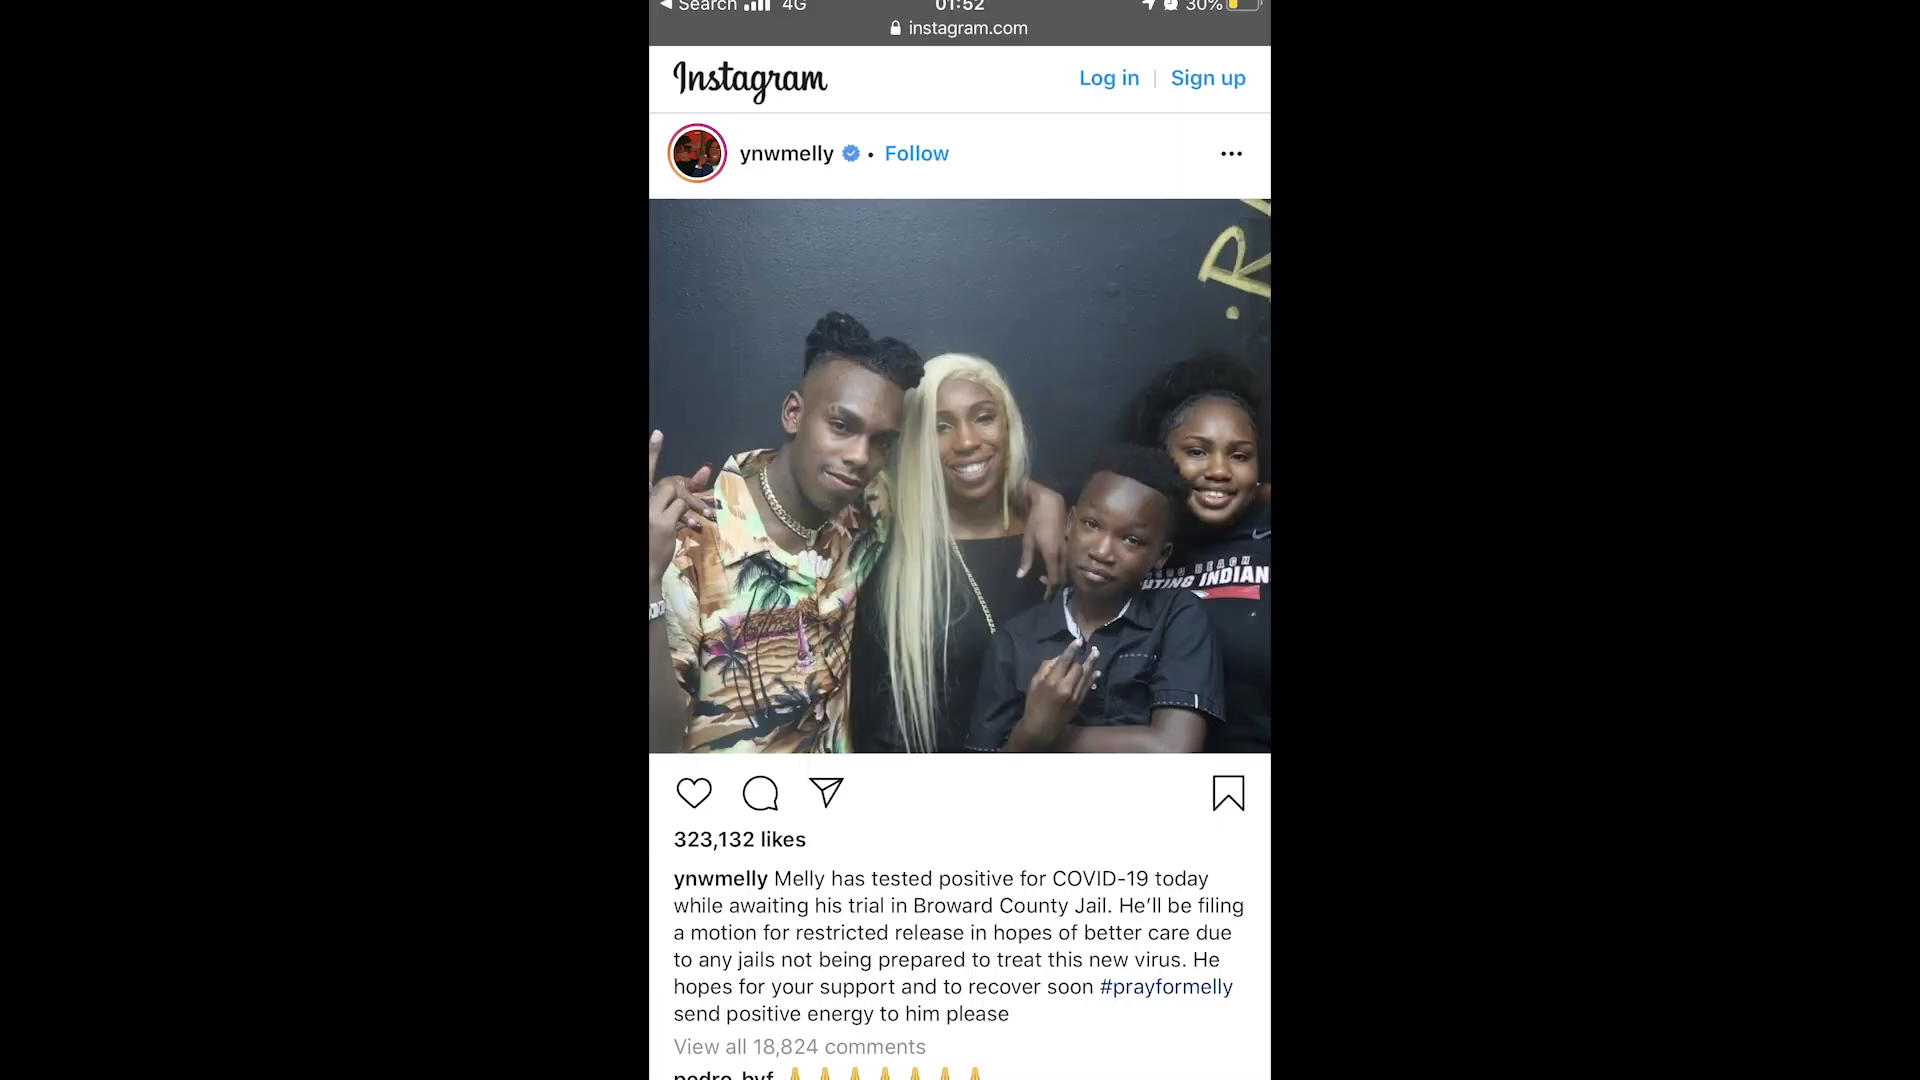 Search 4G 01:52 30%
instagram.com
Instagram Log in | Sign up
ynwmelly • Follow
.R
BEACH
HTING INDIAN
323,132 likes
ynwmelly Melly has tested positive for COVID-19 today
while awaiting his trial in Broward County Jail. He’ll be filing
a motion for restricted release in hopes of better care due
to any jails not being prepared to treat this new virus. He
hopes for your support and to recover soon #prayformelly
send positive energy to him please
View all 18,824 comments
pedro_byf 🙏🙏🙏🙏🙏🙏🙏